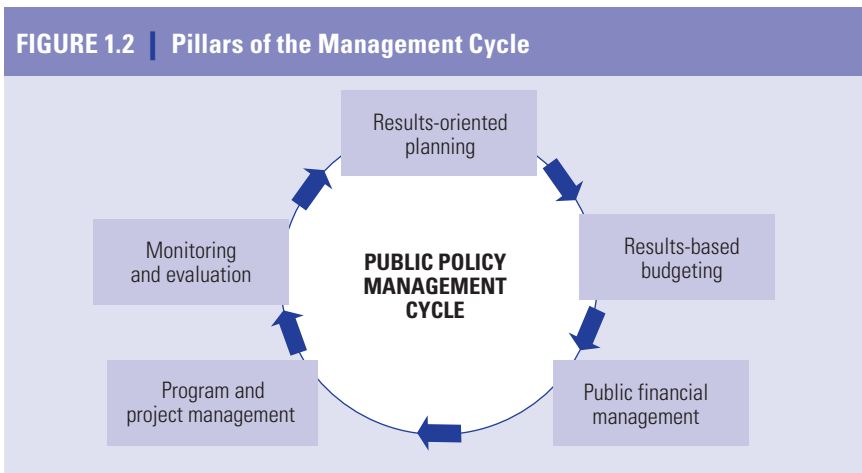 FIGURE 1.2 | Pillars of the Management Cycle
Results-oriented
planning
Results-based
budgeting
Public financial
management
Program and
project management
Monitoring
and evaluation
PUBLIC POLICY
MANAGEMENT
CYCLE